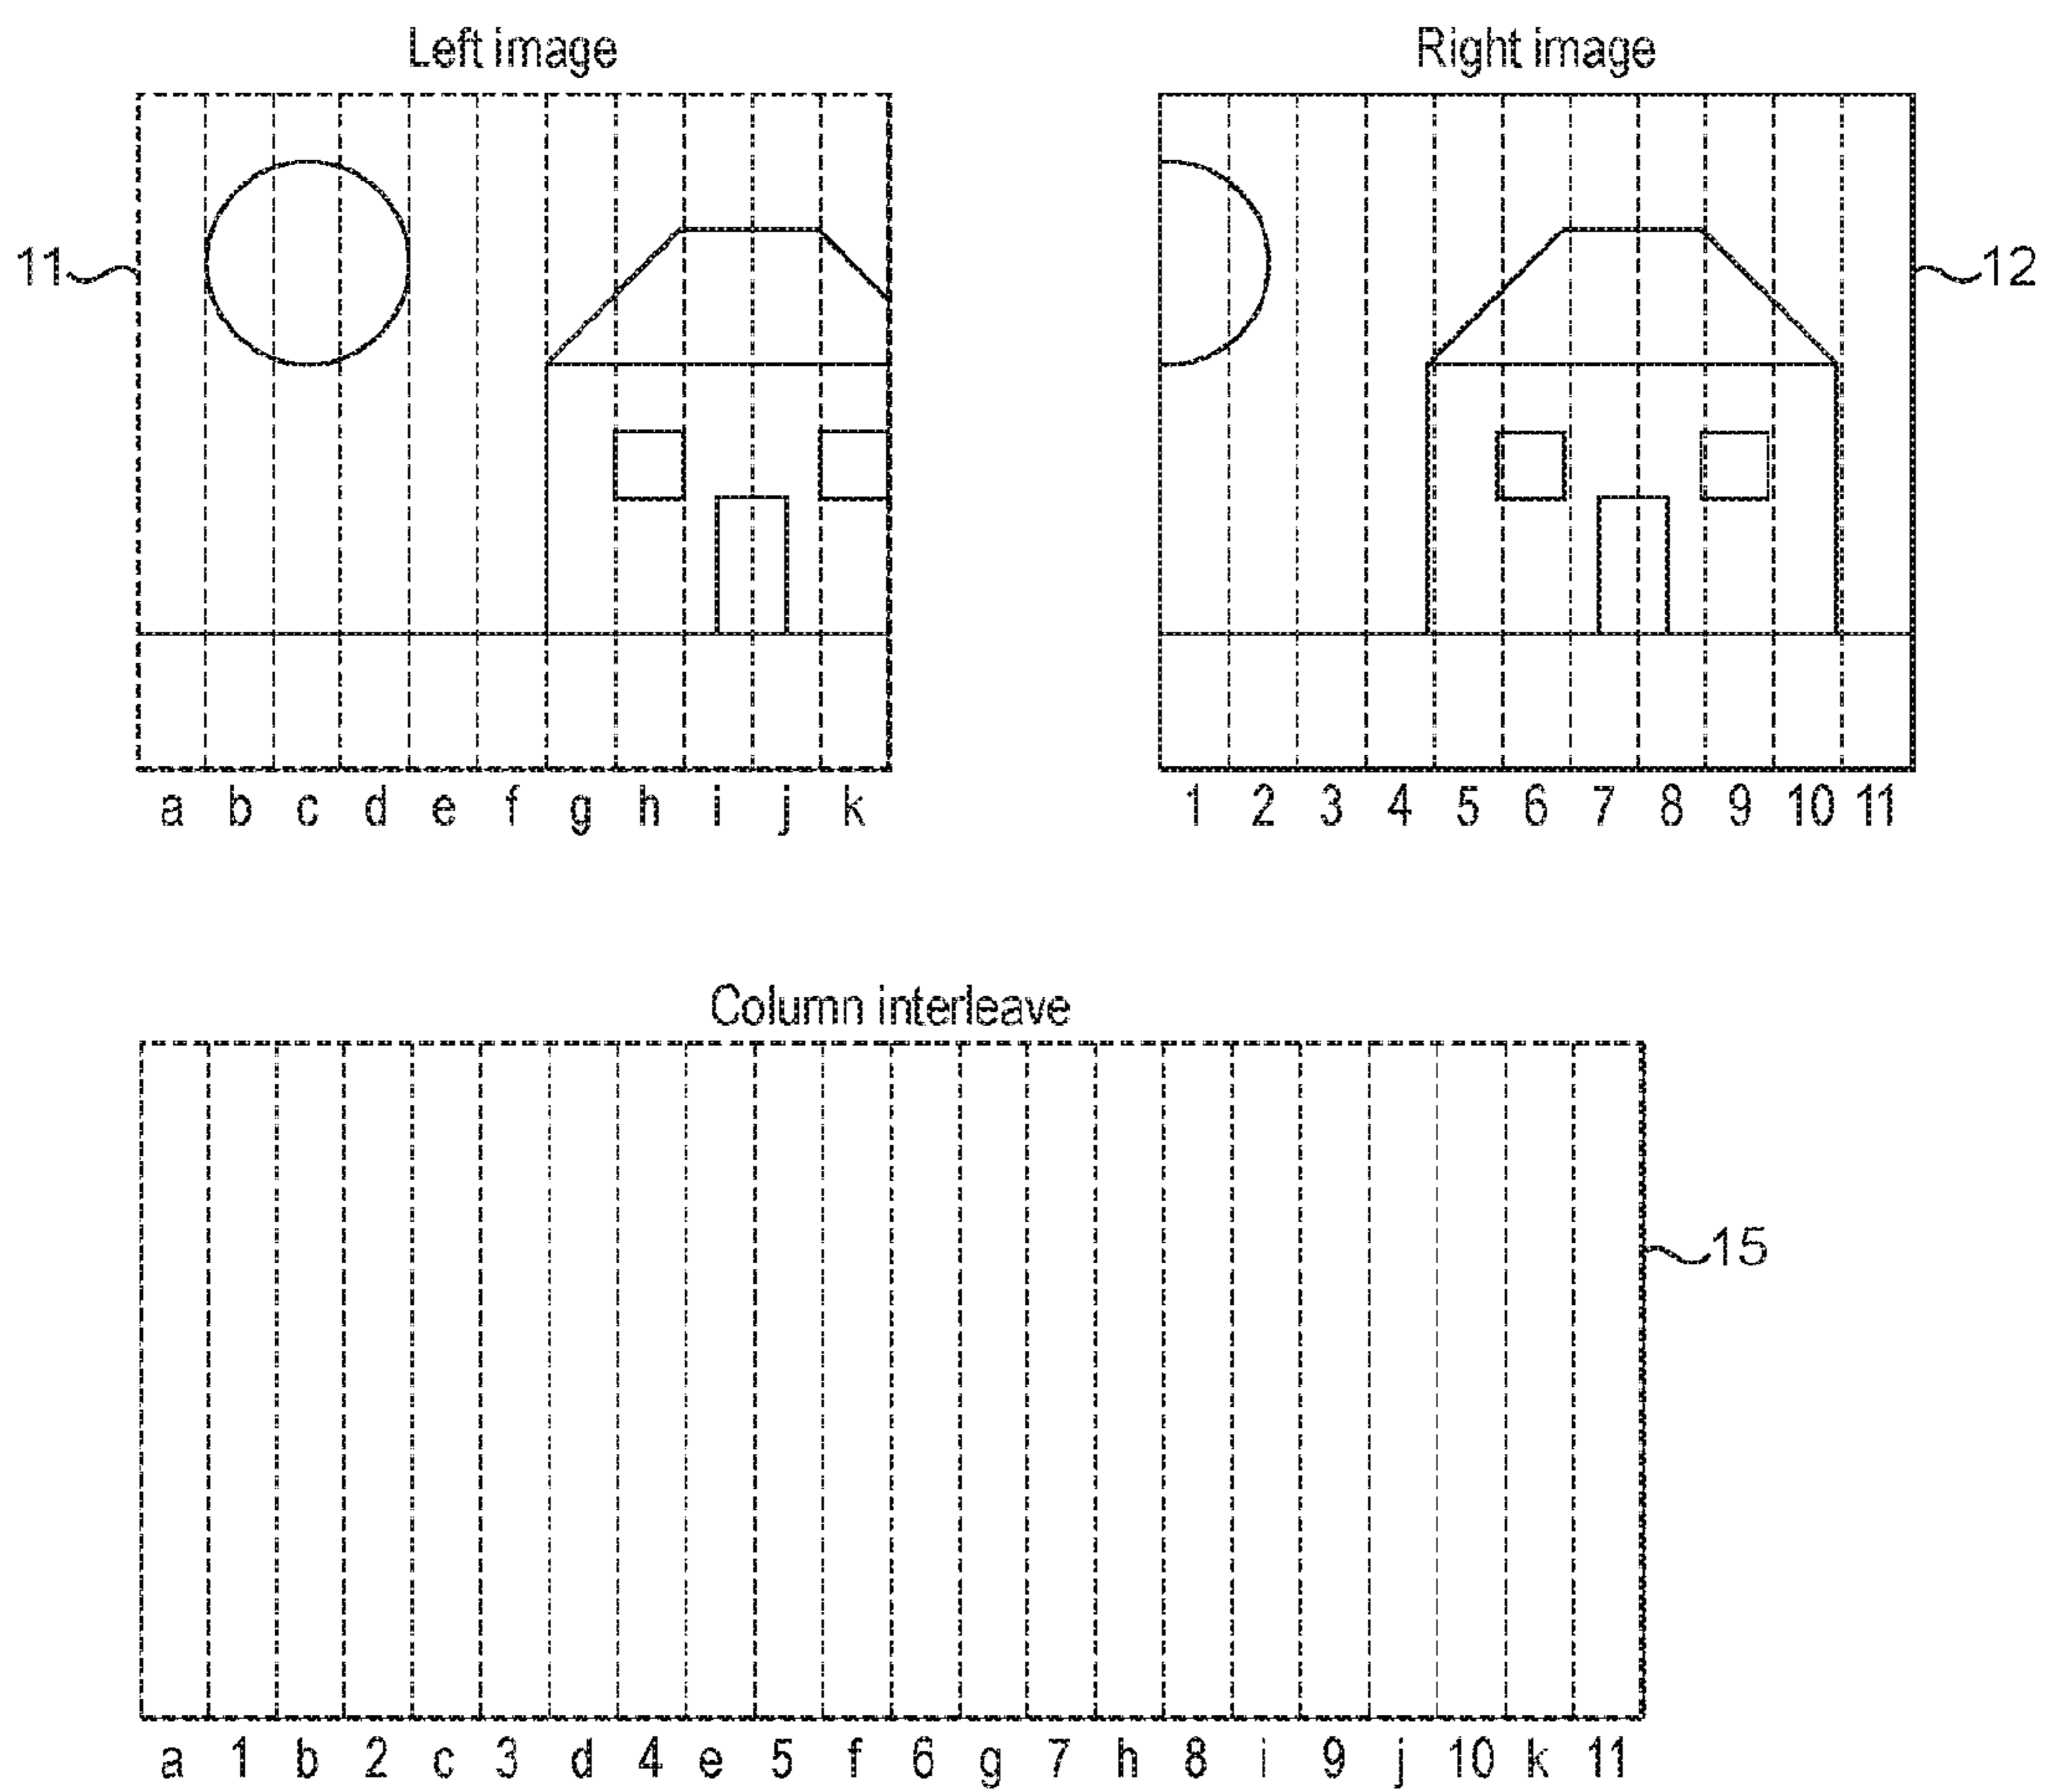 Left image
Right image
11
12
a b c d e f g h i j k
1 2 3 4 5 6 7 8 9 10 11
Column interleave
15
a 1 b 2 c 3 d 4 e 5 f 6 g 7 h 8 i 9 j 10 k 11